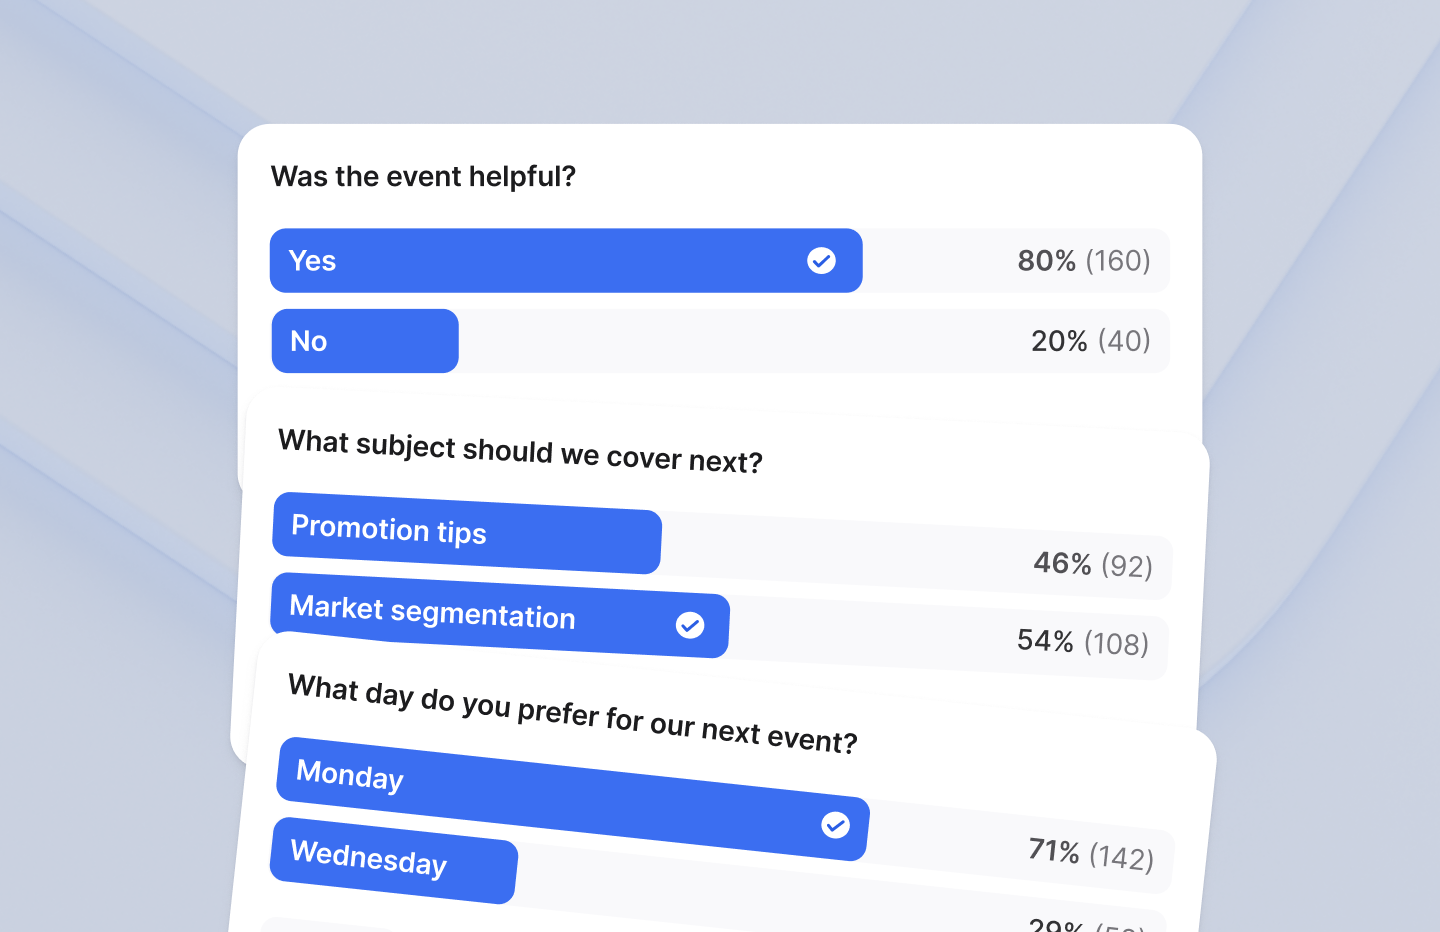 Was the event helpful?
Yes 80% (160)
No 20% (40)
What subject should we cover next?
Promotion tips 46% (92)
Market segmentation 54% (108)
What day do you prefer for our next event?
Monday 71% (142)
Wednesday 29%